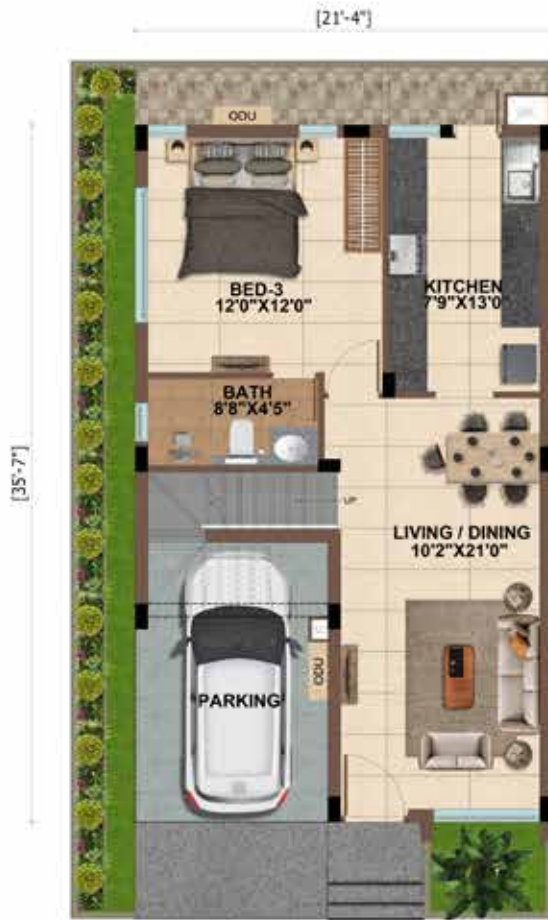 [21'-4"]
ODU
BED-3
12'0"X12'0"
KITCHEN
7'9"X13'0"
BATH
8'8"X4'5"
[35'-7"]
UP
LIVING / DINING
10'2"X21'0"
ODU
PARKING